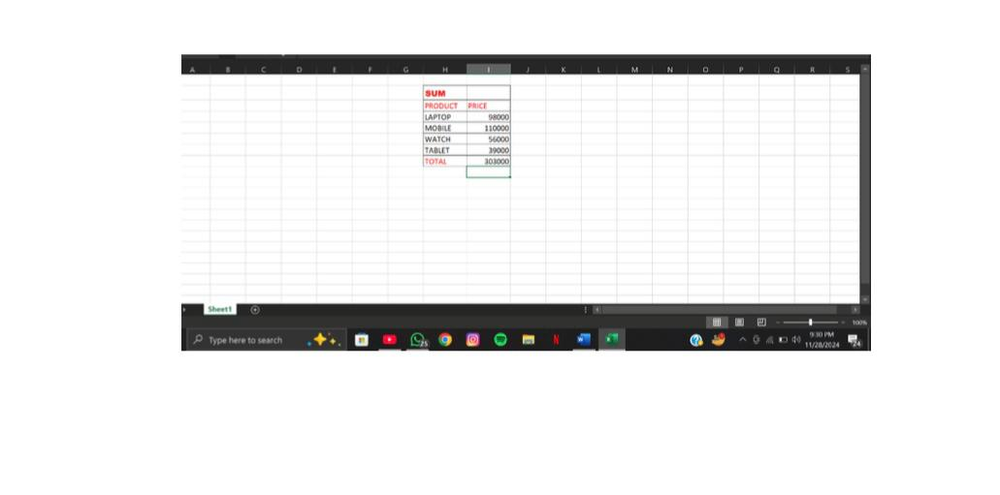 A B C D E F G H I J K L M N O P Q R S
SUM
PRODUCT PRICE
LAPTOP 98000
MOBILE 110000
WATCH 56000
TABLET 39000
TOTAL 303000
Sheet1
100%
Type here to search
25
N
W
9:30 PM
11/28/2024
24